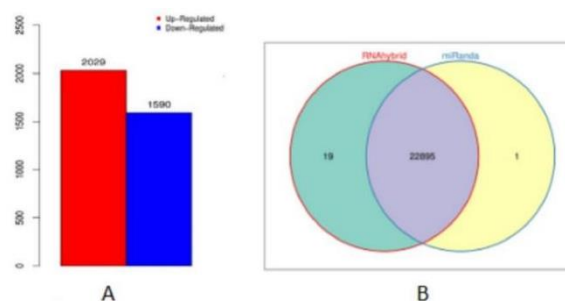 Up-Regulated
Down-Regulated
2500
2000
1500
1000
500
0
2029
1590
A
RNAhybrid
miRanda
19
22895
1
B